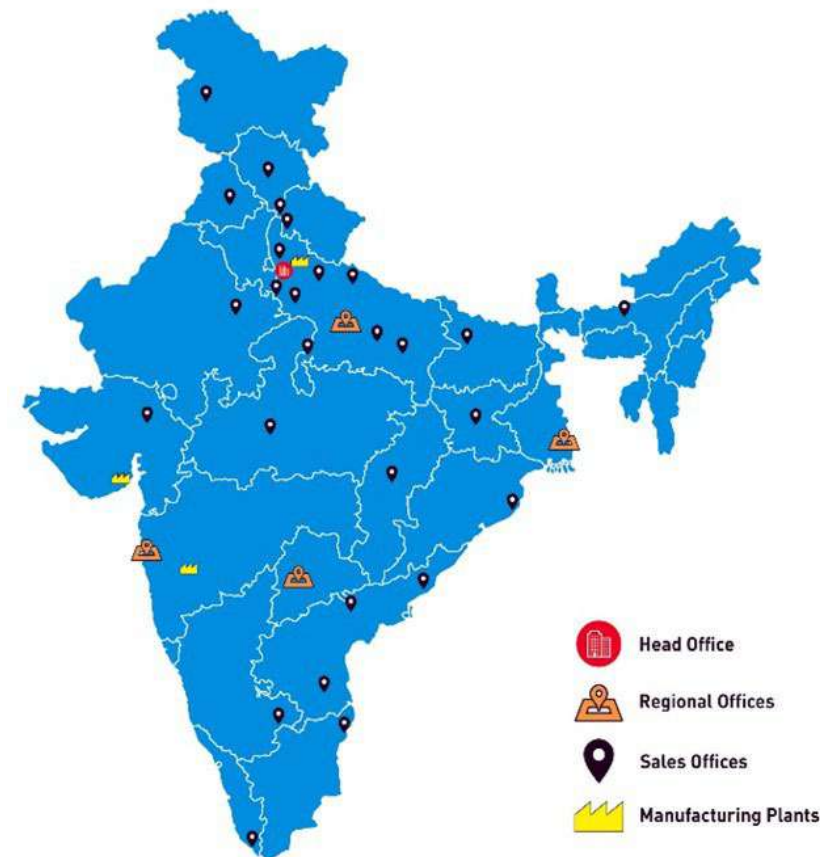 Head Office
Regional Offices
Sales Offices
Manufacturing Plants